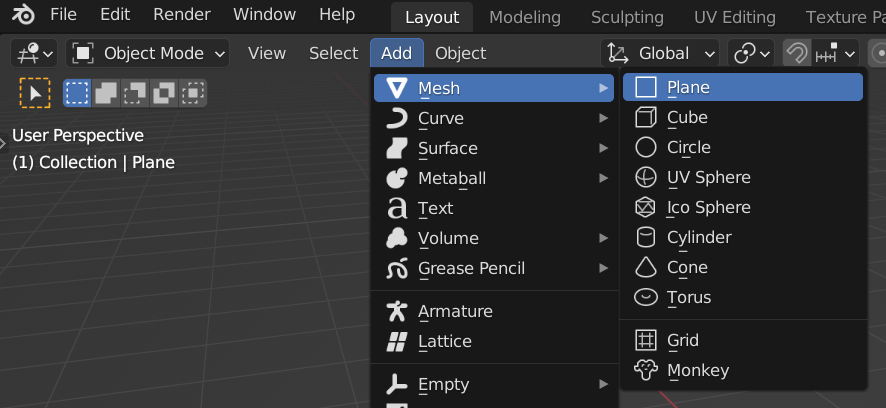 File Edit Render Window Help Layout Modeling Sculpting UV Editing Texture Pa
Object Mode View Select Add Object Global
Mesh Plane
User Perspective
(1) Collection | Plane
Curve Cube
Surface Circle
Metaball UV Sphere
Text Ico Sphere
Volume Cylinder
Grease Pencil Cone
Torus
Armature
Lattice Grid
Empty Monkey